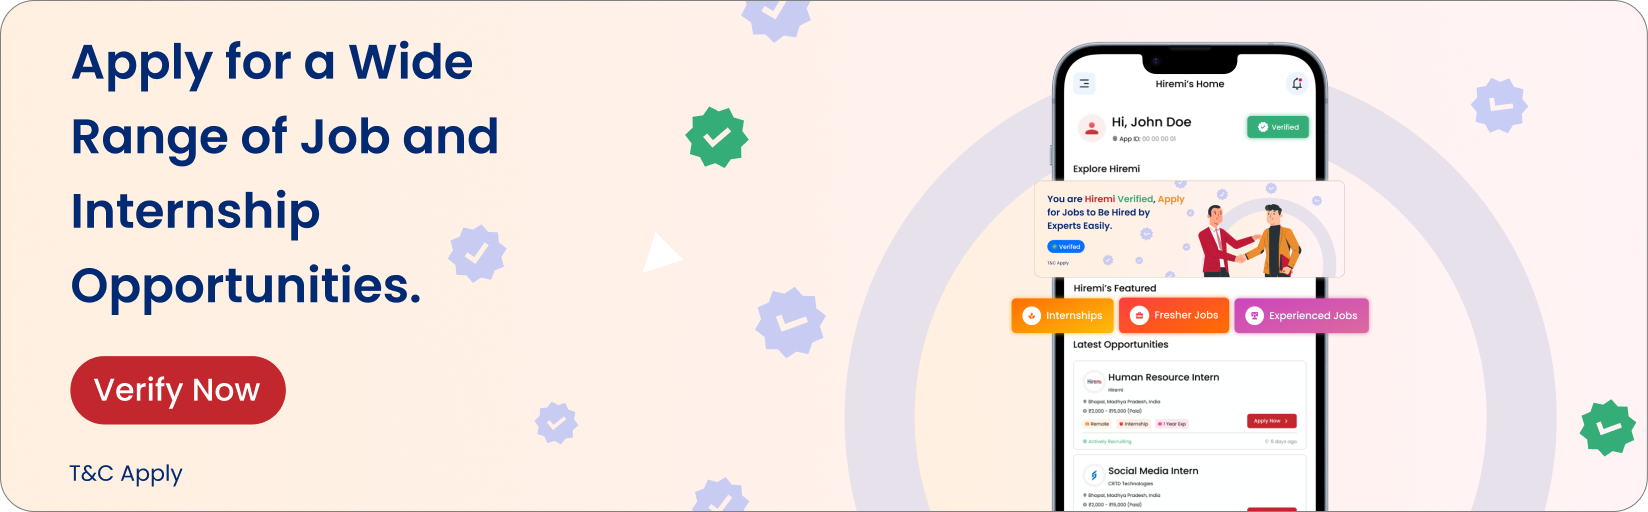 Apply for a Wide
Range of Job and
Internship
Opportunities.
Verify Now
T&C Apply
Hiremi's Home
Hi, John Doe
App ID: 00 00 00 01
Verified
Explore Hiremi
You are Hiremi Verified, Apply
for Jobs to Be Hired by
Experts Easily.
Verifed
T&C Apply
Hiremi's Featured
Internships
Fresher Jobs
Experienced Jobs
Latest Opportunities
Hiremi
Human Resource Intern
Hiremi
Bhopal, Madhya Pradesh, India
₹2,000 - ₹15,000 (Paid)
Remote
Internship
1 Year Exp
Apply Now
Actively Recruiting
6 days ago
Social Media Intern
CRTD Technologies
Bhopal, Madhya Pradesh, India
₹2,000 - ₹15,000 (Paid)